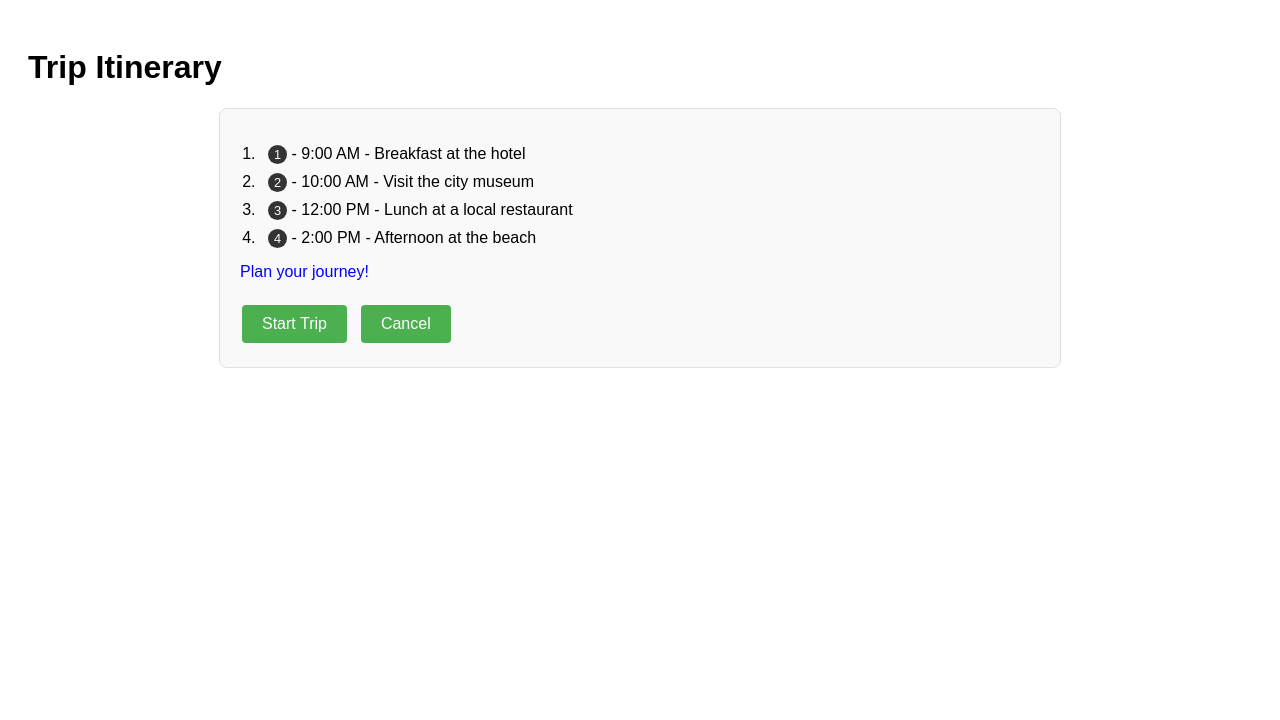 Trip Itinerary
1. 1 - 9:00 AM - Breakfast at the hotel
2. 2 - 10:00 AM - Visit the city museum
3. 3 - 12:00 PM - Lunch at a local restaurant
4. 4 - 2:00 PM - Afternoon at the beach
Plan your journey!
Start Trip Cancel